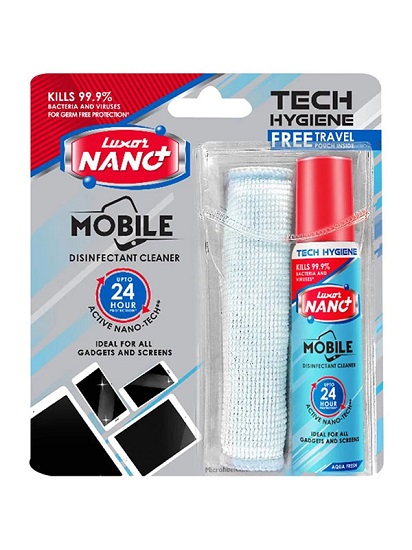 KILLS 99.9%
BACTERIA AND VIRUSES
FOR GERM FREE PROTECTION*
Luxor
NANO+
MOBILE
DISINFECTANT CLEANER
UPTO
24
HOUR
PROTECTION*
ACTIVE NANO-TECH**
IDEAL FOR ALL
GADGETS AND SCREENS
TECH
HYGIENE
FREE TRAVEL
POUCH INSIDE
TECH HYGIENE
KILLS 99.9%
BACTERIA AND
VIRUSES*
Luxor
NANO+
MOBILE
DISINFECTANT CLEANER
UPTO
24
HOUR
PROTECTION*
ACTIVE NANO-TECH**
IDEAL FOR ALL
GADGETS AND SCREENS
AQUA FRESH